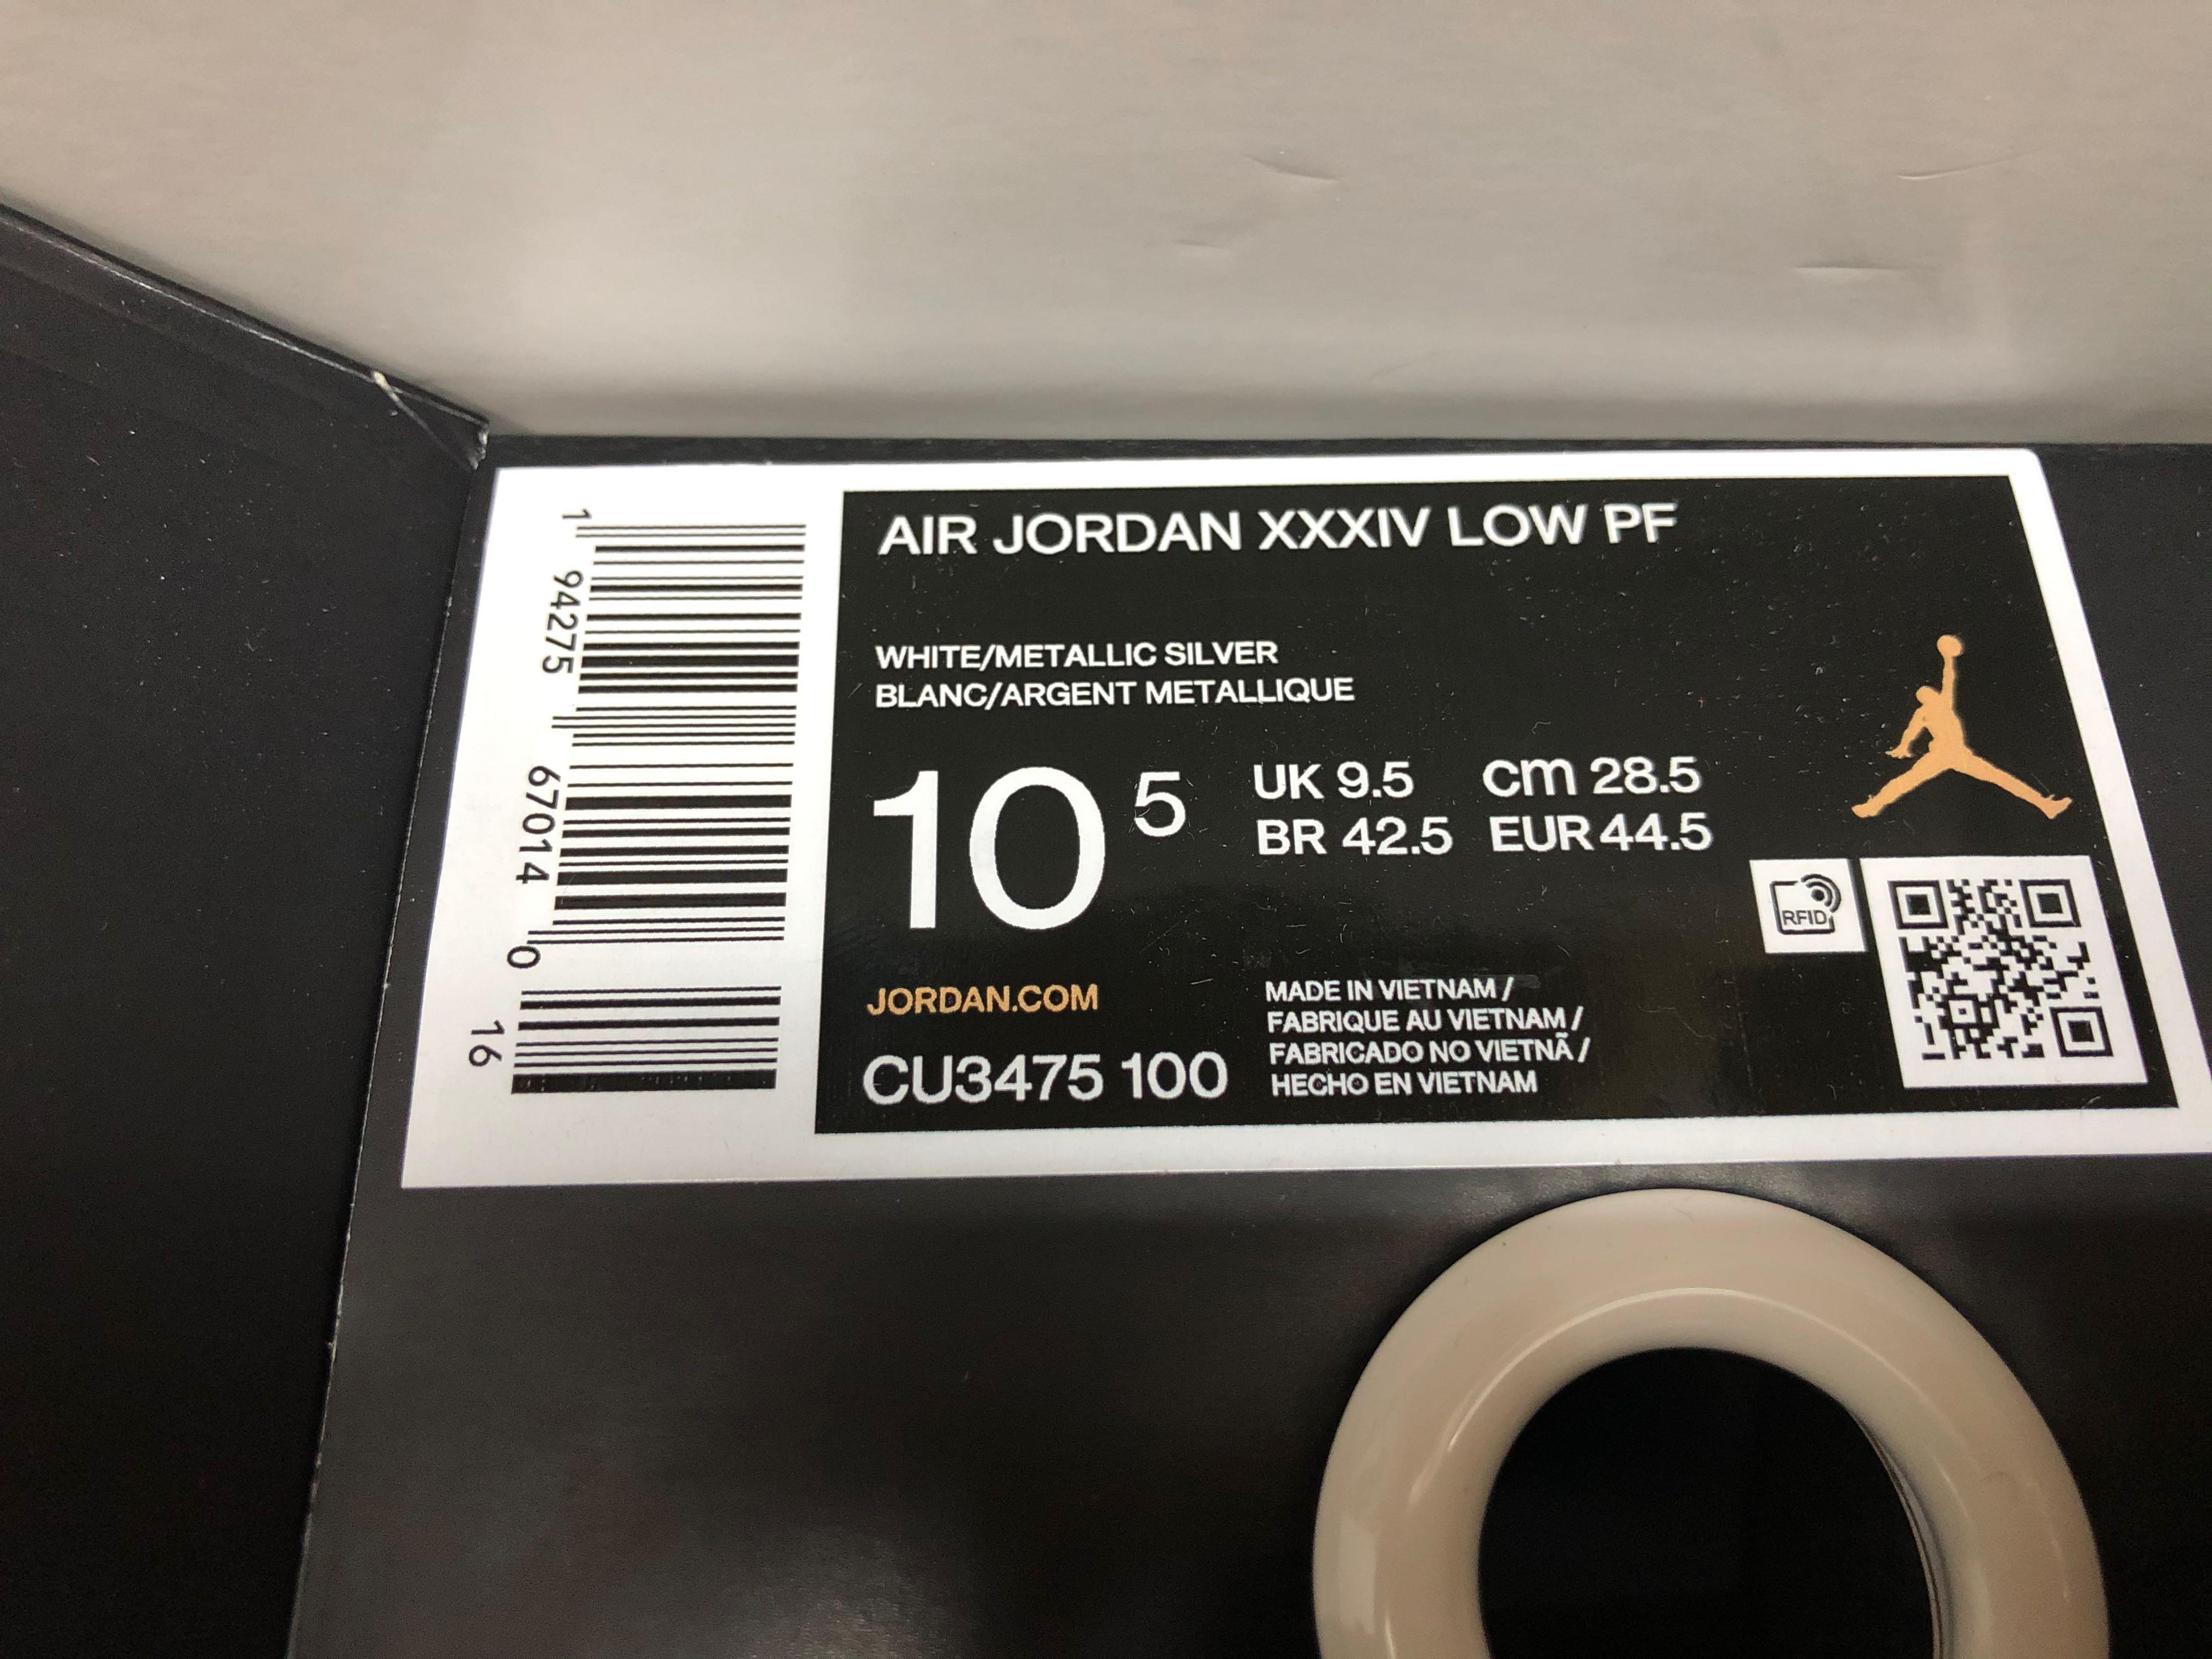 1 94275 67014 0 16
AIR JORDAN XXXIV LOW PF
WHITE/METALLIC SILVER
BLANC/ARGENT METALLIQUE
10 5
UK 9.5 cm 28.5
BR 42.5 EUR 44.5
RFID
JORDAN.COM
CU3475 100
MADE IN VIETNAM /
FABRIQUE AU VIETNAM /
FABRICADO NO VIETNÃ /
HECHO EN VIETNAM